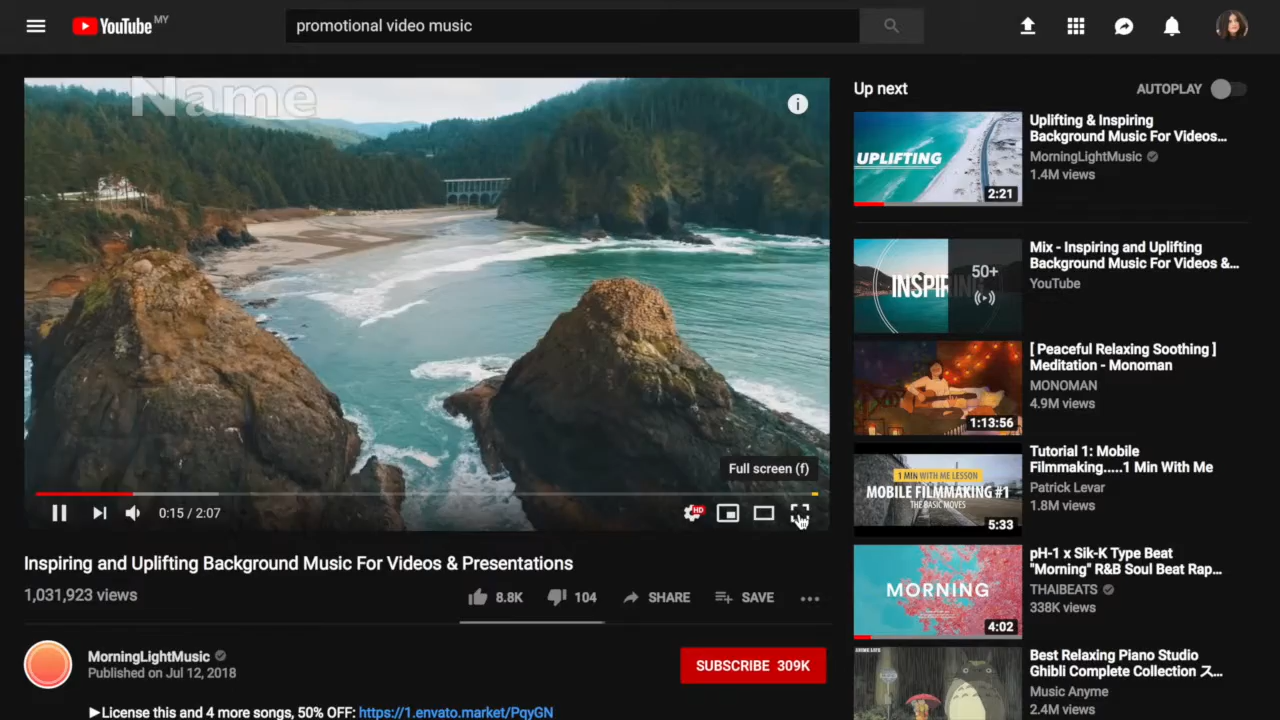 YouTube MY
promotional video music
Name
Full screen (f)
HD
0:15 / 2:07
Inspiring and Uplifting Background Music For Videos & Presentations
1,031,923 views
8.8K
104
SHARE
SAVE
MorningLightMusic
Published on Jul 12, 2018
SUBSCRIBE 309K
▶License this and 4 more songs, 50% OFF: https://1.envato.market/PqyGN
Up next
AUTOPLAY
UPLIFTING
2:21
Uplifting & Inspiring
Background Music For Videos...
MorningLightMusic
1.4M views
INSPIRING
50+
Mix - Inspiring and Uplifting
Background Music For Videos &...
YouTube
1:13:56
[ Peaceful Relaxing Soothing ]
Meditation - Monoman
MONOMAN
4.9M views
1 MIN WITH ME LESSON
MOBILE FILMMAKING #1
THE BASIC MOVES
5:33
Tutorial 1: Mobile
Filmmaking.....1 Min With Me
Patrick Levar
1.8M views
MORNING
4:02
pH-1 x Sik-K Type Beat
"Morning" R&B Soul Beat Rap...
THAIBEATS
338K views
ANIME LIFE
Best Relaxing Piano Studio
Ghibli Complete Collection ス...
Music Anyme
2.4M views